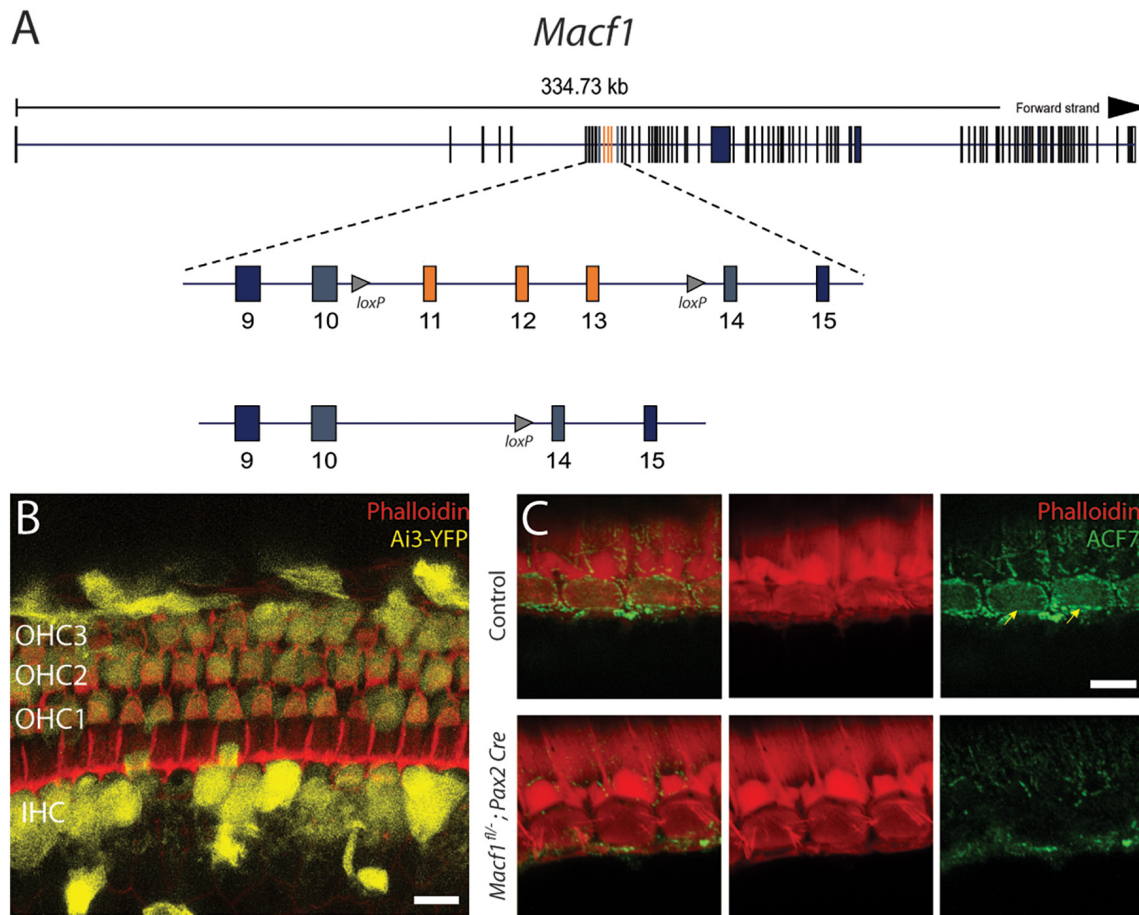 A
Macf1
334.73 kb
Forward strand
loxP
loxP
9 10 11 12 13 14 15
loxP
9 10 14 15
B
Phalloidin
Ai3-YFP
OHC3
OHC2
OHC1
IHC
C
Phalloidin
ACF7
Control
Macf1fl/-; Pax2 Cre